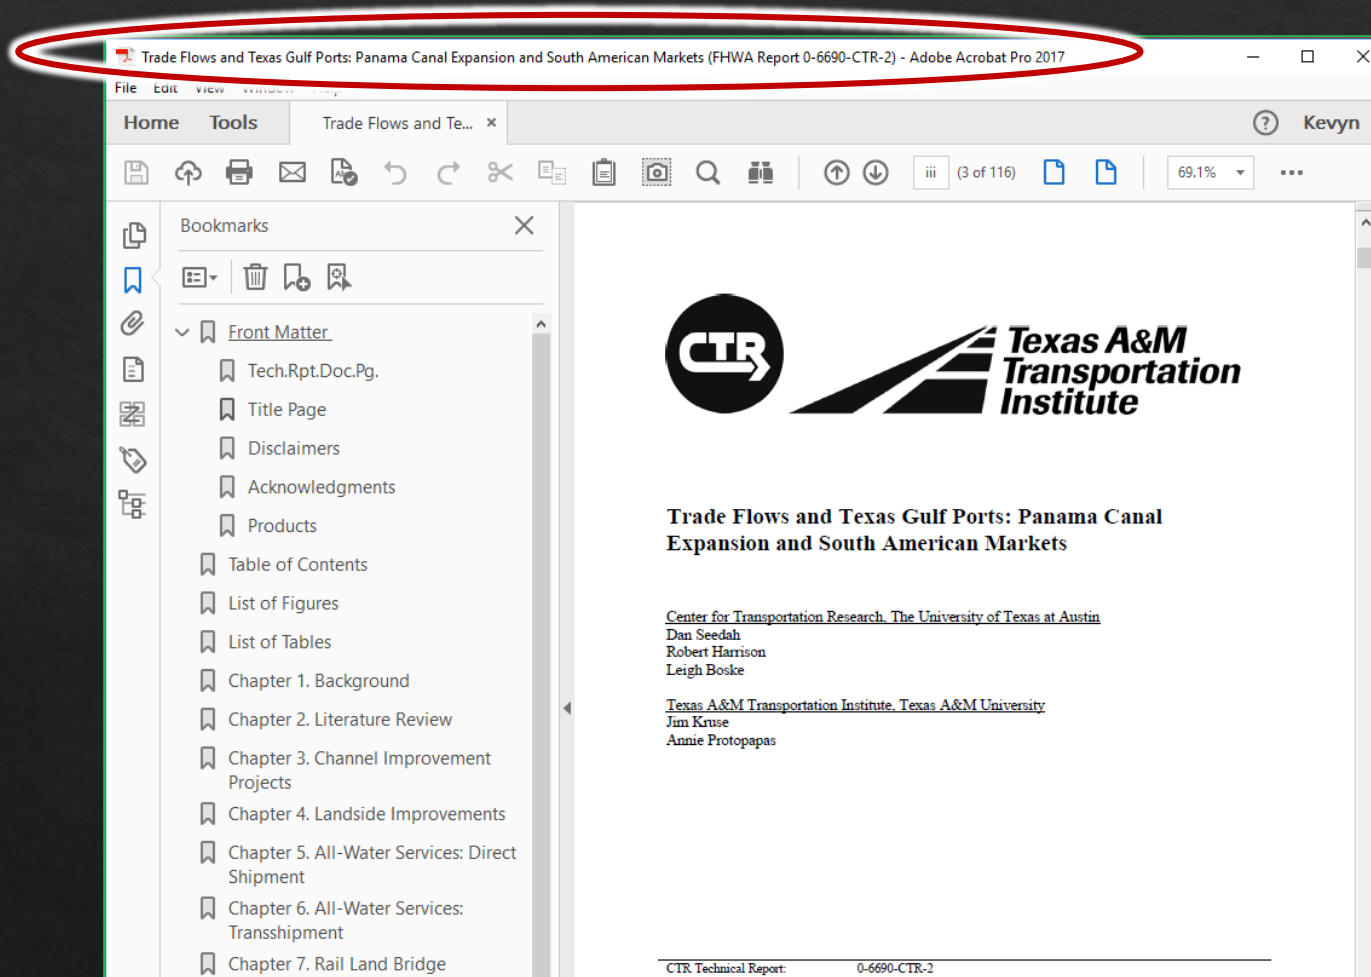 Trade Flows and Texas Gulf Ports: Panama Canal Expansion and South American Markets (FHWA Report 0-6690-CTR-2) - Adobe Acrobat Pro 2017
File Edit View Window Help
Home Tools Trade Flows and Te... × ? Kevyn
iii (3 of 116) 69.1%
Bookmarks
Front Matter
Tech.Rpt.Doc.Pg.
Title Page
Disclaimers
Acknowledgments
Products
Table of Contents
List of Figures
List of Tables
Chapter 1. Background
Chapter 2. Literature Review
Chapter 3. Channel Improvement
Projects
Chapter 4. Landside Improvements
Chapter 5. All-Water Services: Direct
Shipment
Chapter 6. All-Water Services:
Transshipment
Chapter 7. Rail Land Bridge
CTR
Texas A&M
Transportation
Institute
Trade Flows and Texas Gulf Ports: Panama Canal
Expansion and South American Markets
Center for Transportation Research, The University of Texas at Austin
Dan Seedah
Robert Harrison
Leigh Boske
Texas A&M Transportation Institute, Texas A&M University
Jim Kruse
Annie Protopapas
CTR Technical Report: 0-6690-CTR-2